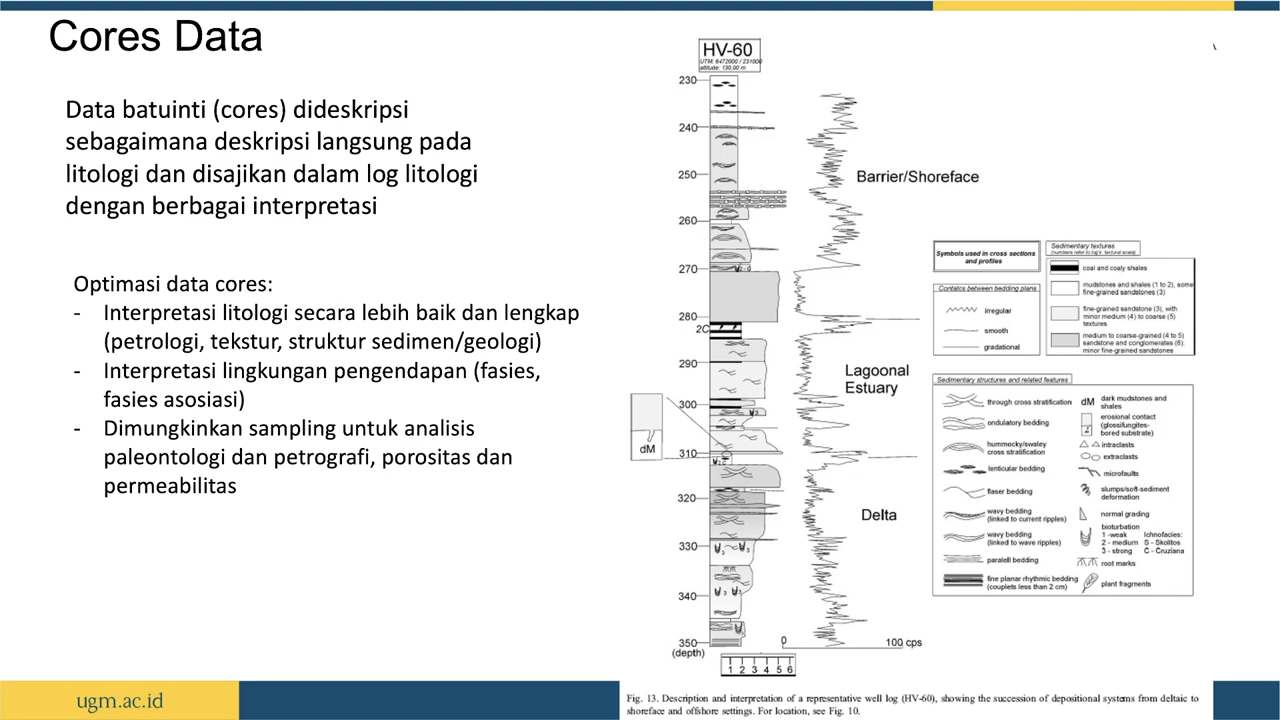 Cores Data
Data batuinti (cores) dideskripsi
sebagaimana deskripsi langsung pada
litologi dan disajikan dalam log litologi
dengan berbagai interpretasi
Optimasi data cores:
- Interpretasi litologi secara lebih baik dan lengkap
(petrologi, tekstur, struktur sedimen/geologi)
- Interpretasi lingkungan pengendapan (fasies,
fasies asosiasi)
- Dimungkinkan sampling untuk analisis
paleontologi dan petrografi, porositas dan
permeabilitas
HV-60
UTM: 6472000 / 231000
altitude: 130,00 m
230
240
250
260
270
280
2C
290
300
310
320
330
340
350
(depth)
dM
Barrier/Shoreface
Lagoonal
Estuary
Delta
0
100 cps
1 2 3 4 5 6
Symbols used in cross sections
and profiles
Contatcs between bedding plans
irregular
smooth
gradational
Sedimentary textures
coal and coaly shales
mudstones and shales (1 to 2), some
fine-grained sandstones (3)
fine-grained sandstone (3), with
minor medium (4) to coarse (5)
textures
medium to coarse-grained (4 to 5)
sandstone and conglomerates (6);
minor fine-grained sandstones
Sedimentary structures and related features
through cross stratification
ondulatory bedding
hummocky/swaley
cross stratification
lenticular bedding
flaser bedding
wavy bedding
(linked to current ripples)
wavy bedding
(linked to wave ripples)
paralell bedding
fine planar rhythmic bedding
(couplets less than 2 cm)
dM dark mudstones and
shales
erosional contact
(glossifungites-
bored substrate)
intraclasts
extraclasts
microfaults
slumps/soft-sediment
deformation
normal grading
bioturbation
1 -weak Ichnofacies:
2 - medium S - Skolitos
3 - strong C - Cruziana
root marks
plant fragments
Fig. 13. Description and interpretation of a representative well log (HV-60), showing the succession of depositional systems from deltaic to
shoreface and offshore settings. For location, see Fig. 10.
ugm.ac.id